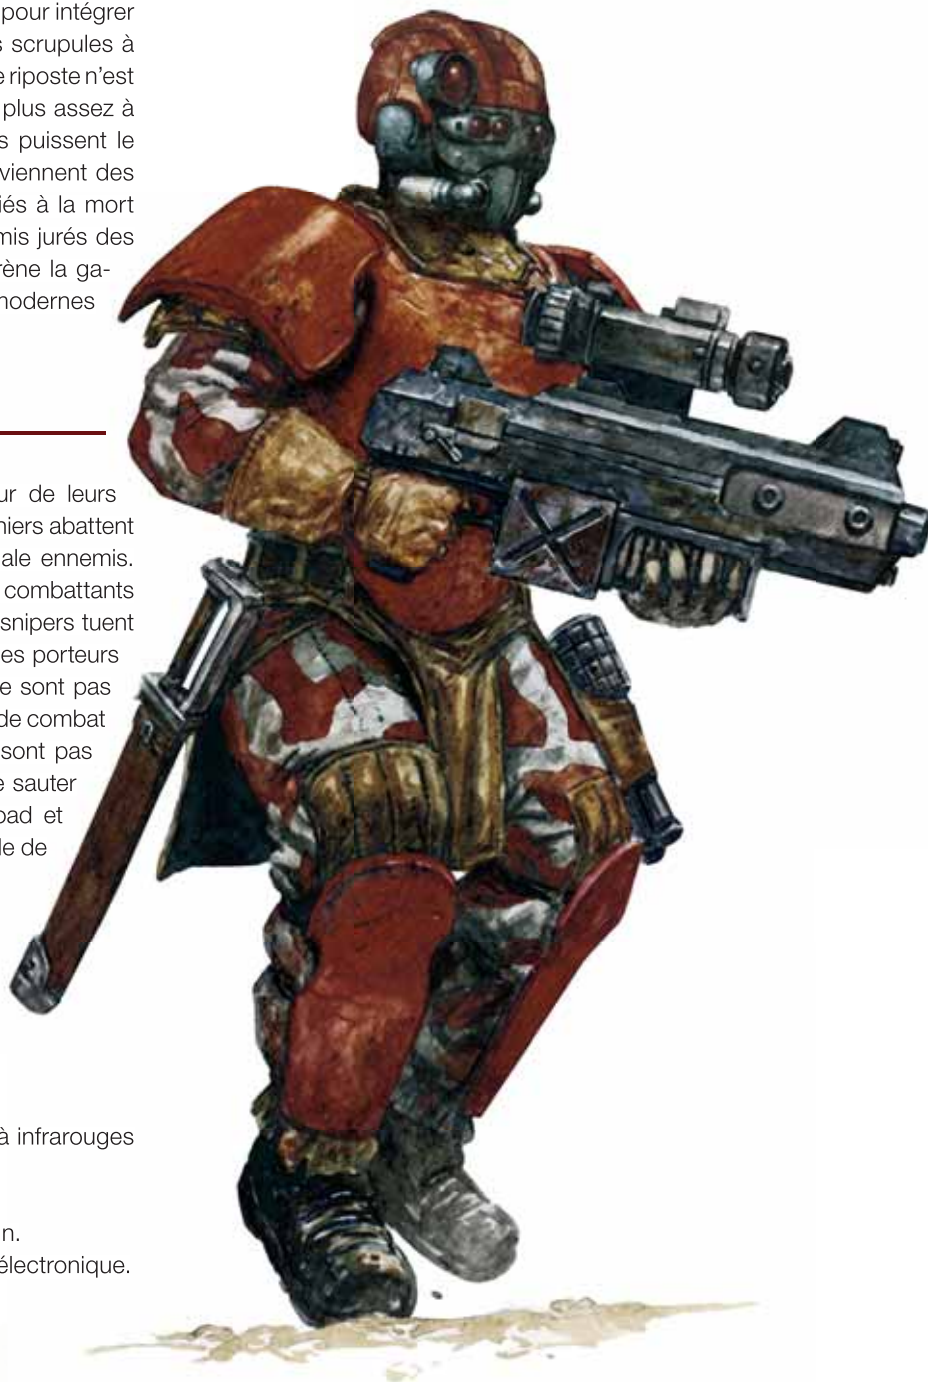 pour intégrer
s scrupules à
e riposte n'est
plus assez à
s puissent le
viennent des
iés à la mort
mis jurés des
rène la ga-
modernes
ur de leurs
niers abattent
ale ennemis.
combattants
snipers tuent
es porteurs
e sont pas
de combat
sont pas
e sauter
oad et
le de
à infrarouges
n.
électronique.